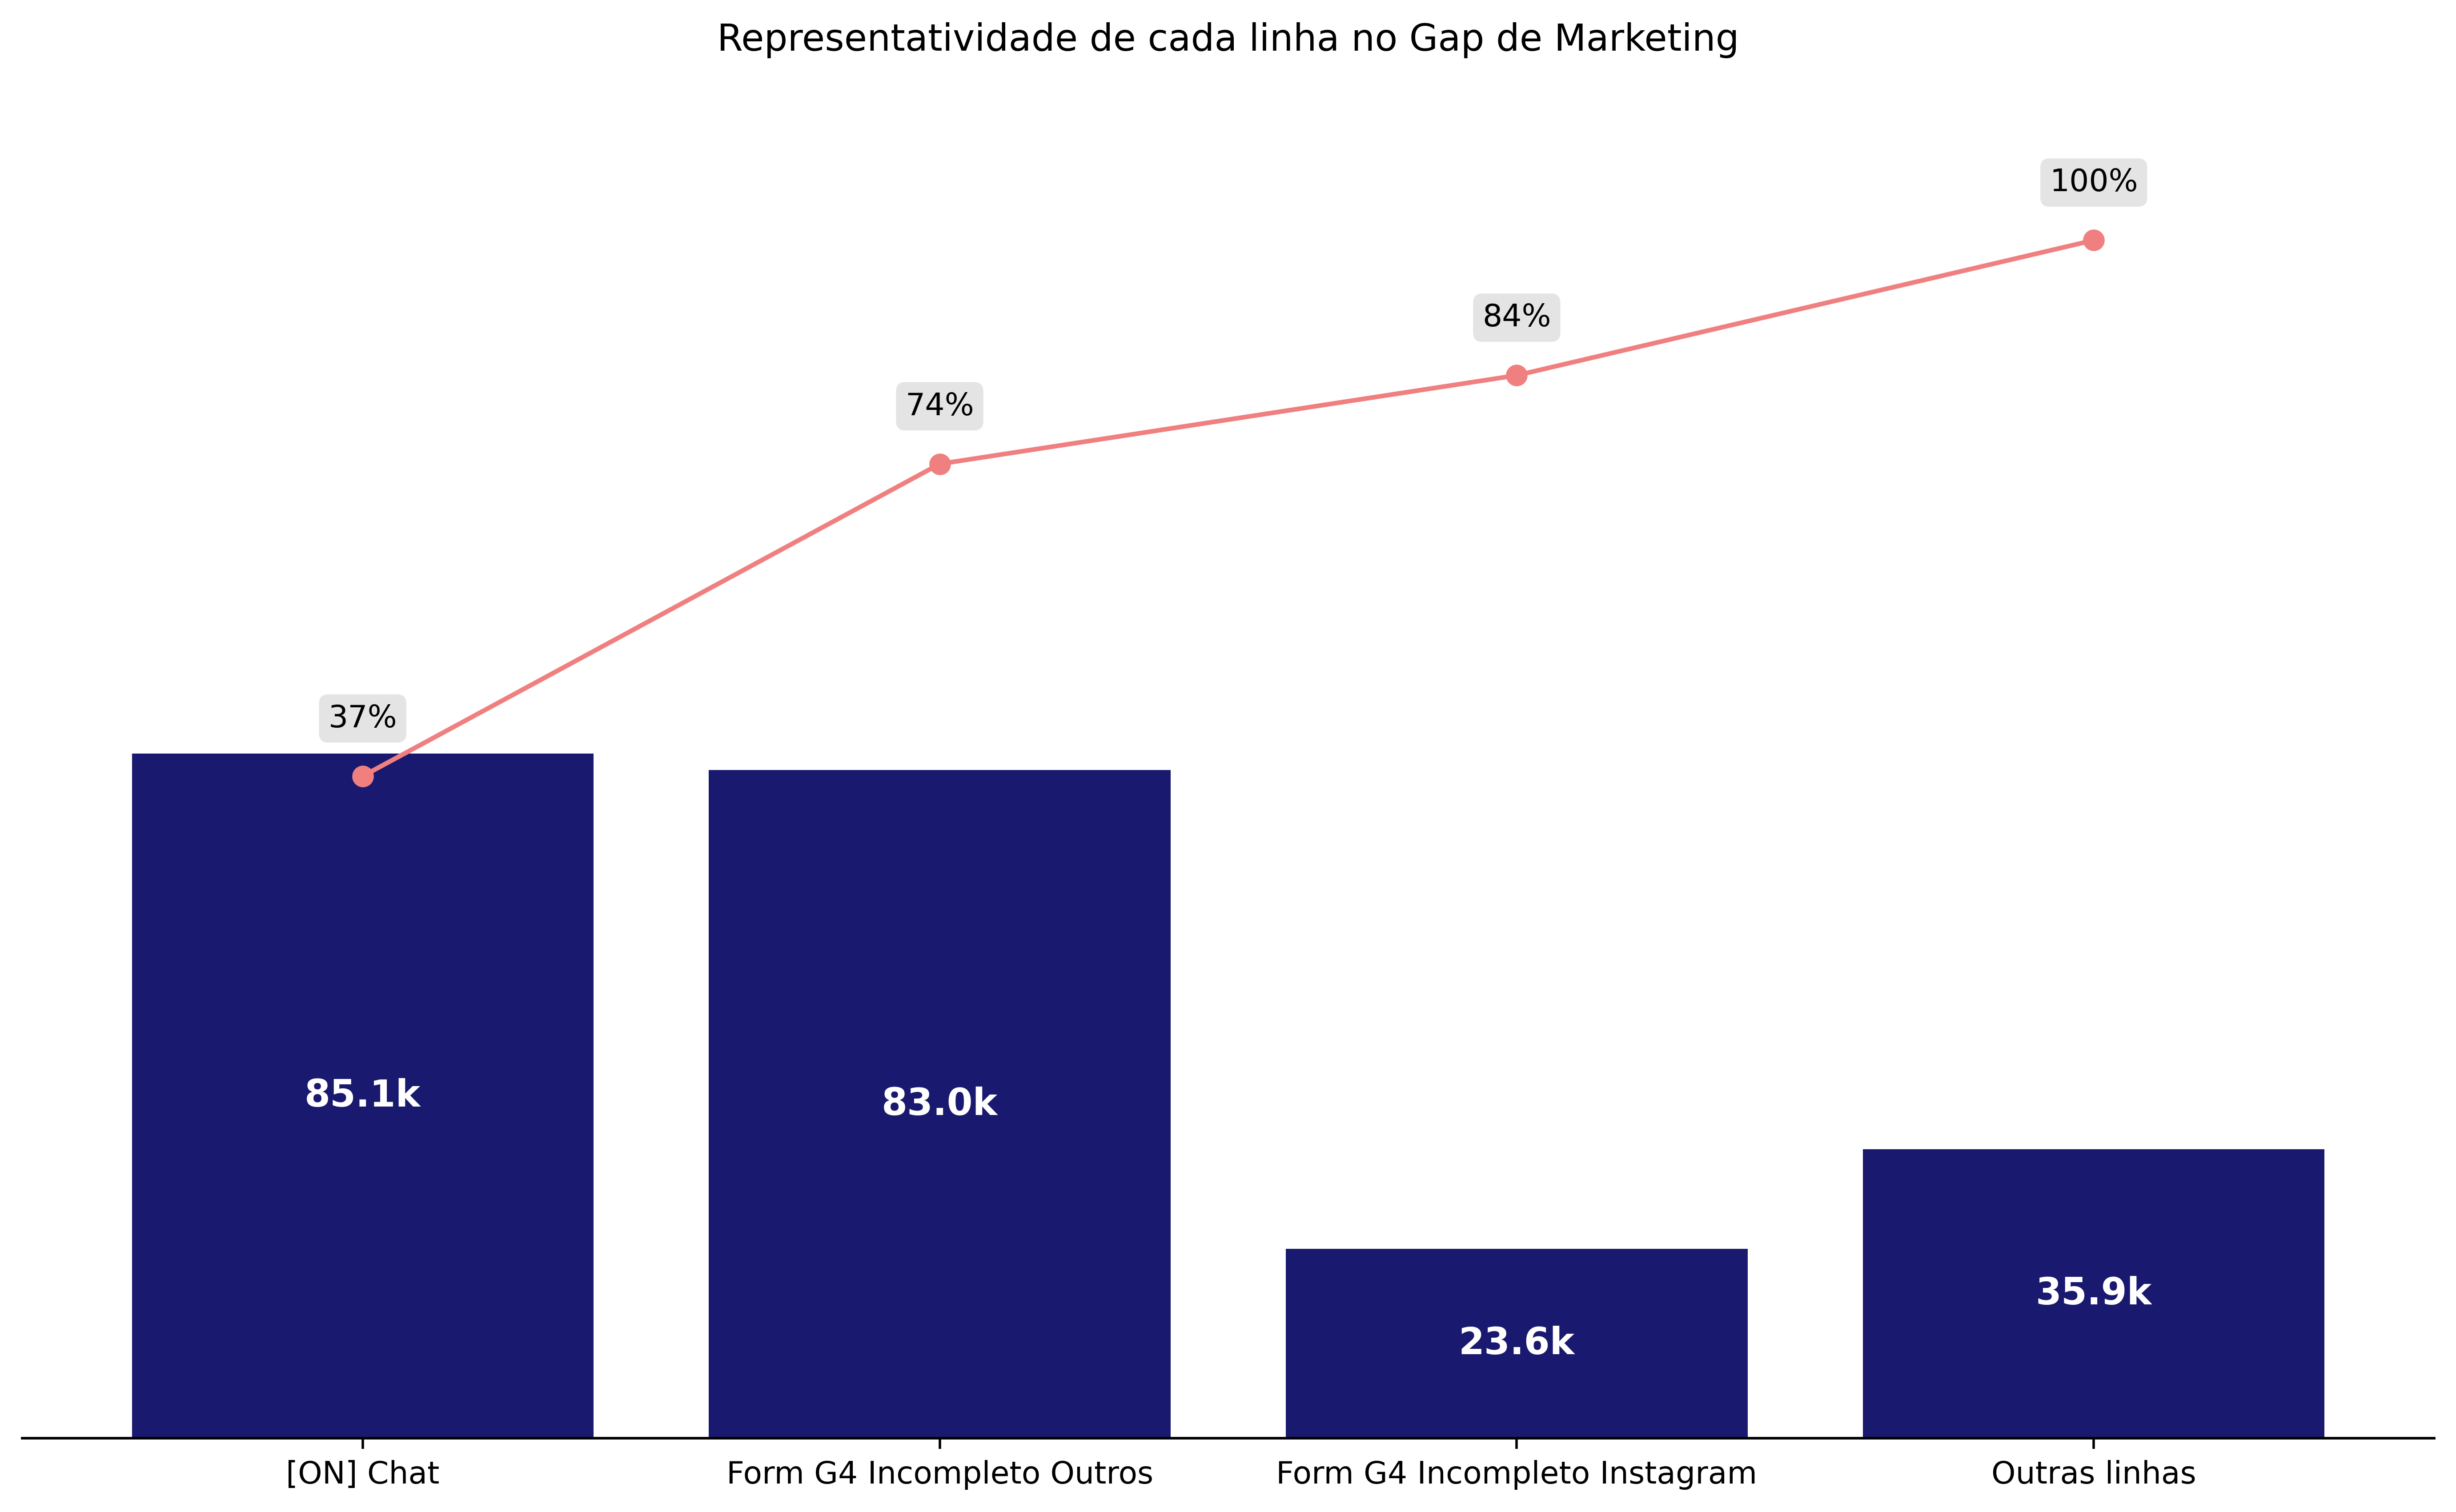 Representatividade de cada linha no Gap de Marketing
100%
84%
74%
37%
85.1k
83.0k
23.6k
35.9k
[ON] Chat
Form G4 Incompleto Outros
Form G4 Incompleto Instagram
Outras linhas